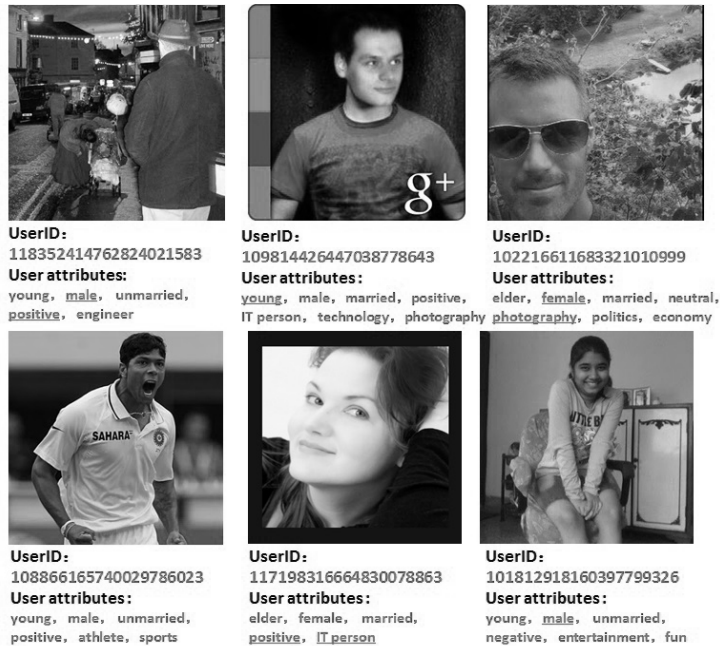 g+
UserID:
118352414762824021583
User attributes:
young, male, unmarried,
positive, engineer
UserID:
109814426447038778643
User attributes:
young, male, married, positive,
IT person, technology, photography
UserID:
102216611683321010999
User attributes:
elder, female, married, neutral,
photography, politics, economy
SAHARA
UserID:
108866165740029786023
User attributes:
young, male, unmarried,
positive, athlete, sports
UserID:
117198316664830078863
User attributes:
elder, female, married,
positive, IT person
UserID:
101812918160397799326
User attributes:
young, male, unmarried,
negative, entertainment, fun